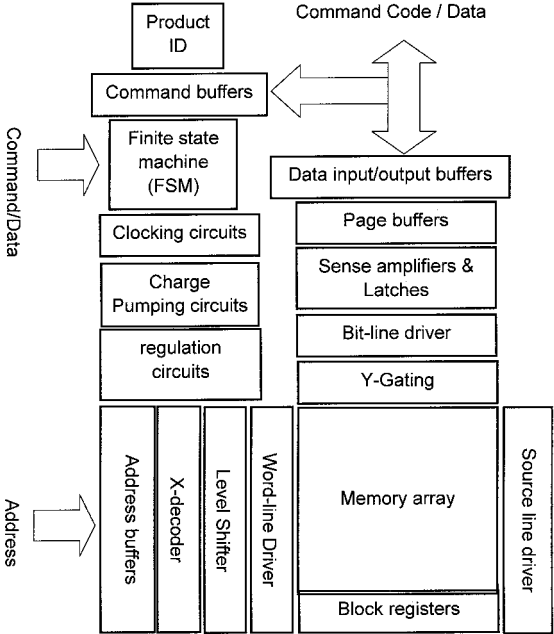 Product
ID
Command Code / Data
Command buffers
Command/Data
Finite state
machine
(FSM)
Data input/output buffers
Clocking circuits
Page buffers
Charge
Pumping circuits
Sense amplifiers &
Latches
regulation
circuits
Bit-line driver
Y-Gating
Address
Address buffers
X-decoder
Level Shifter
Word-line Driver
Memory array
Source line driver
Block registers